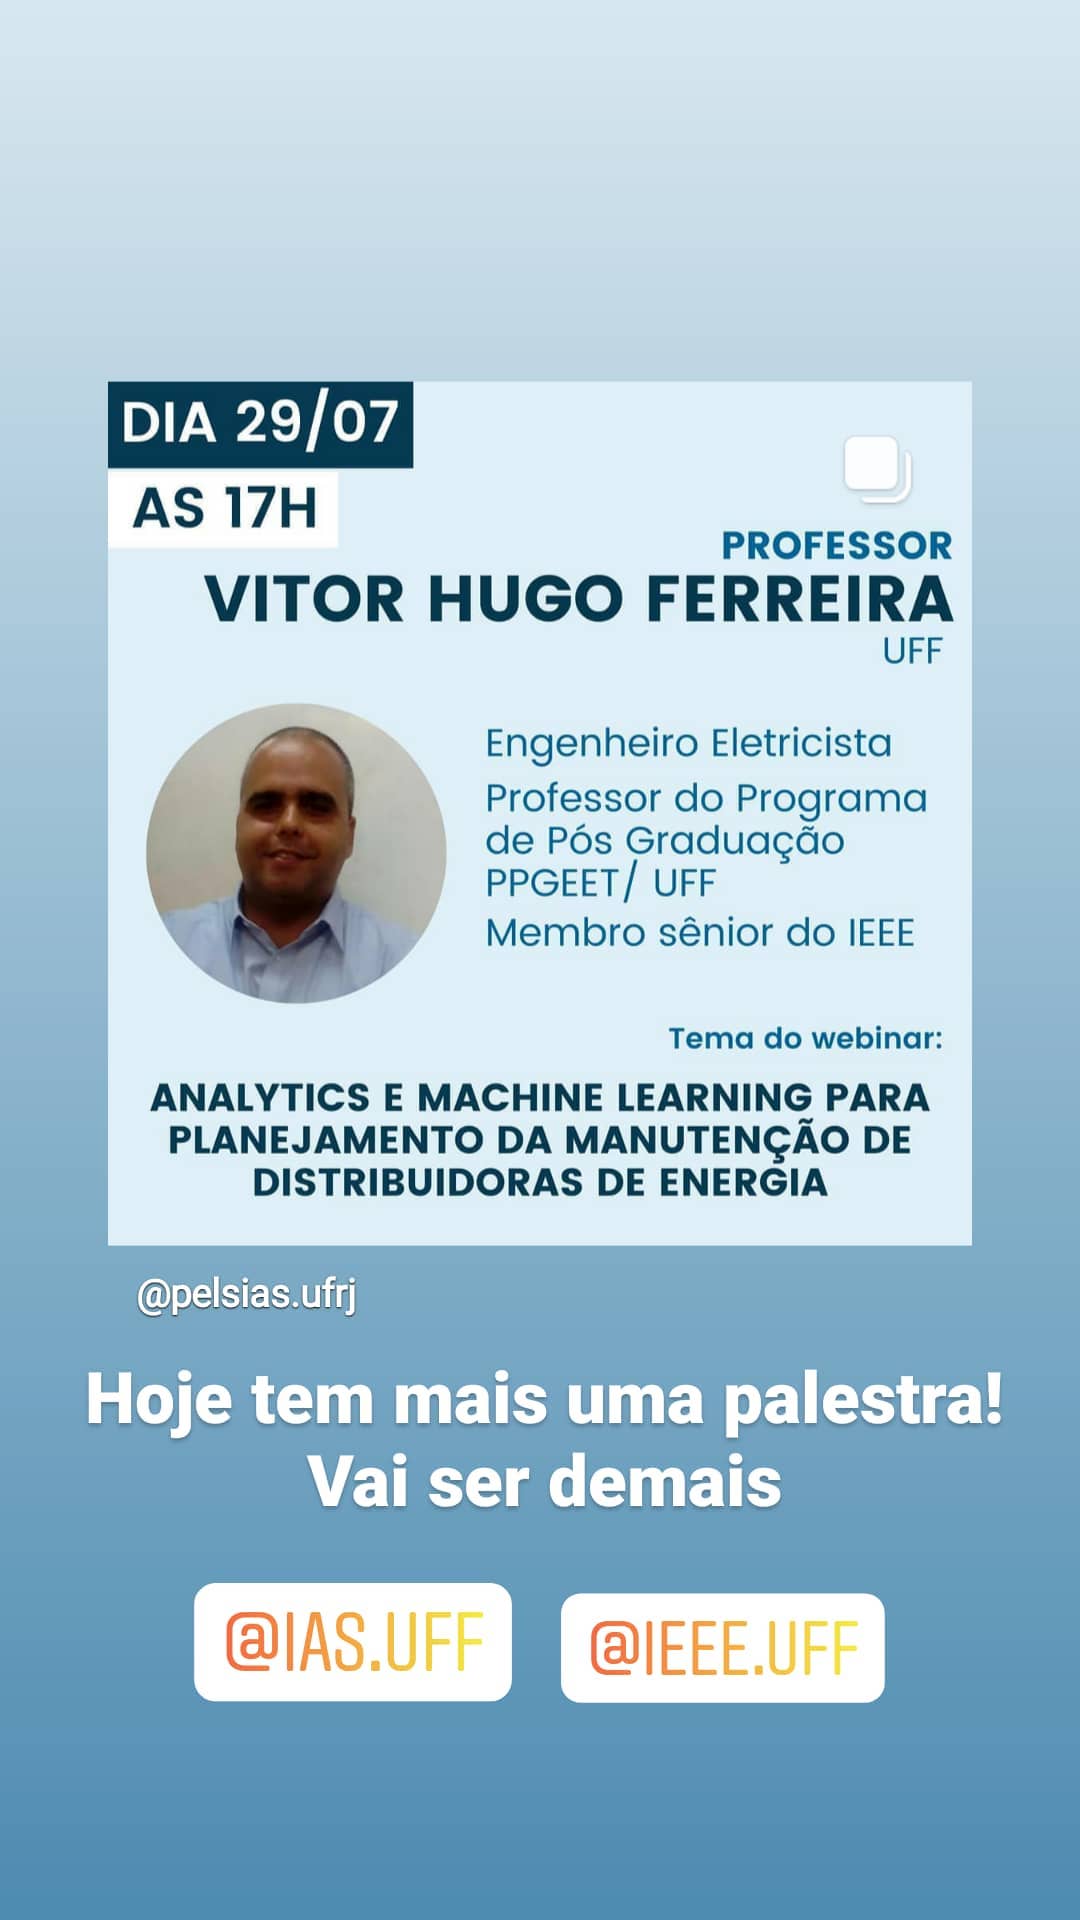 DIA 29/07
AS 17H
PROFESSOR
VITOR HUGO FERREIRA
UFF
Engenheiro Eletricista
Professor do Programa
de Pós Graduação
PPGEET/ UFF
Membro sênior do IEEE
Tema do webinar:
ANALYTICS E MACHINE LEARNING PARA
PLANEJAMENTO DA MANUTENÇÃO DE
DISTRIBUIDORAS DE ENERGIA
@pelsias.ufrj
Hoje tem mais uma palestra!
Vai ser demais
@IAS.UFF
@IEEE.UFF